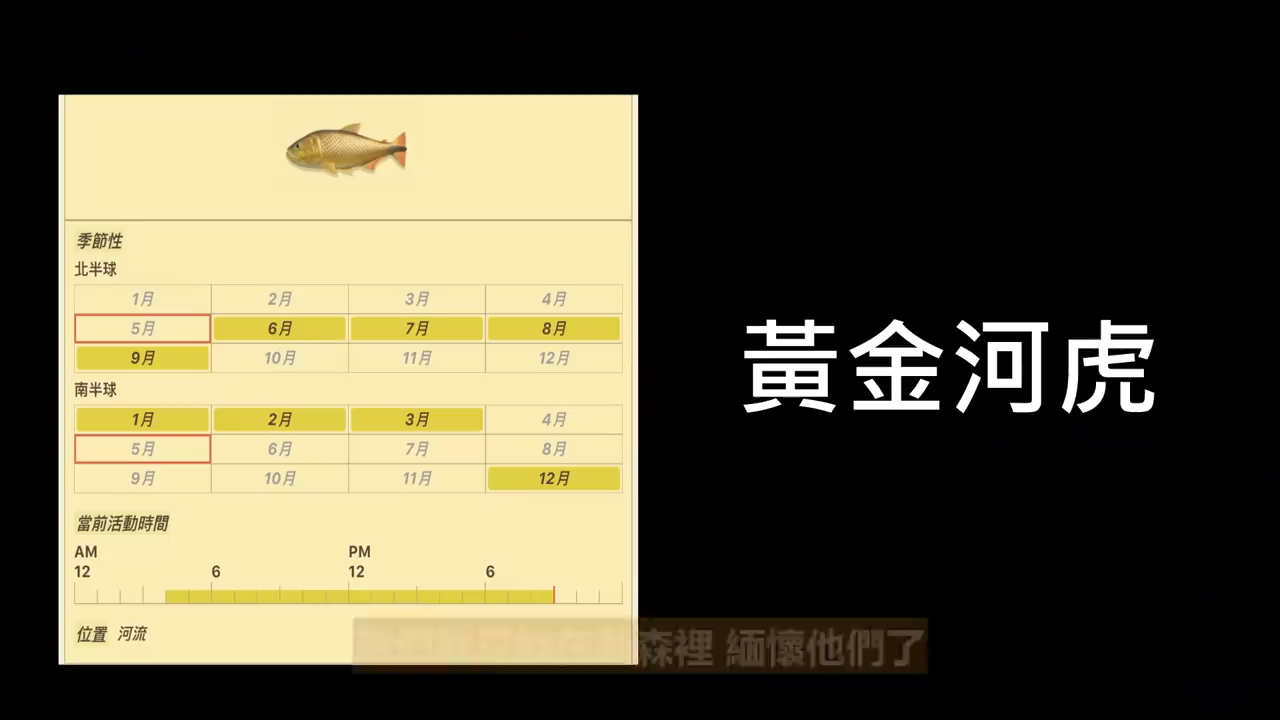 季節性
北半球
1月 2月 3月 4月
5月 6月 7月 8月
9月 10月 11月 12月
南半球
1月 2月 3月 4月
5月 6月 7月 8月
9月 10月 11月 12月
當前活動時間
AM PM
12 6 12 6
位置 河流
黃金河虎
森裡 緬懷他們了